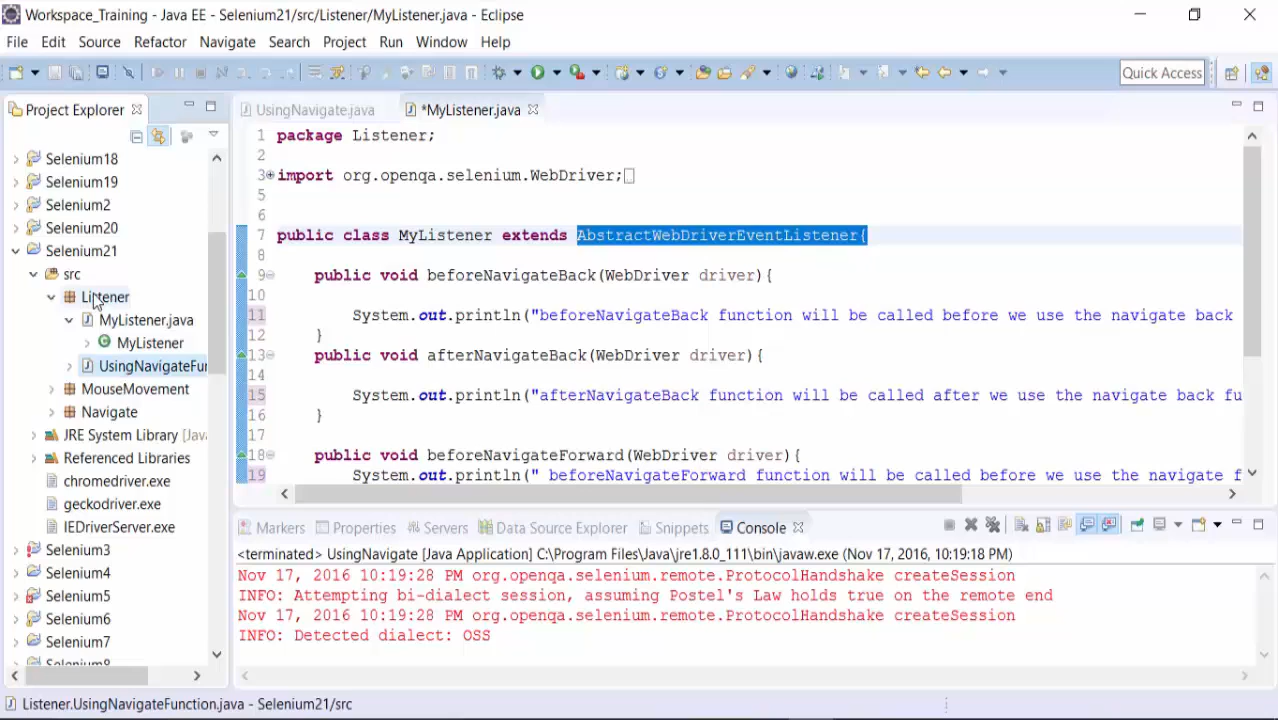 Workspace_Training - Java EE - Selenium21/src/Listener/MyListener.java - Eclipse
File Edit Source Refactor Navigate Search Project Run Window Help
Quick Access
Project Explorer
UsingNavigate.java
*MyListener.java
Selenium18
Selenium19
Selenium2
Selenium20
Selenium21
src
Listener
MyListener.java
MyListener
UsingNavigateFu
MouseMovement
Navigate
JRE System Library [Java
Referenced Libraries
chromedriver.exe
geckodriver.exe
IEDriverServer.exe
Selenium3
Selenium4
Selenium5
Selenium6
Selenium7
Selenium8
1 package Listener;
2
3 import org.openqa.selenium.WebDriver;
5
6
7 public class MyListener extends AbstractWebDriverEventListener{
8
9 public void beforeNavigateBack(WebDriver driver){
10
11 System.out.println("beforeNavigateBack function will be called before we use the navigate back
12 }
13 public void afterNavigateBack(WebDriver driver){
14
15 System.out.println("afterNavigateBack function will be called after we use the navigate back fu
16 }
17
18 public void beforeNavigateForward(WebDriver driver){
19 System.out.println(" beforeNavigateForward function will be called before we use the navigate f
Markers Properties Servers Data Source Explorer Snippets Console
<terminated> UsingNavigate [Java Application] C:\Program Files\Java\jre1.8.0_111\bin\javaw.exe (Nov 17, 2016, 10:19:18 PM)
Nov 17, 2016 10:19:28 PM org.openqa.selenium.remote.ProtocolHandshake createSession
INFO: Attempting bi-dialect session, assuming Postel's Law holds true on the remote end
Nov 17, 2016 10:19:28 PM org.openqa.selenium.remote.ProtocolHandshake createSession
INFO: Detected dialect: OSS
Listener.UsingNavigateFunction.java - Selenium21/src